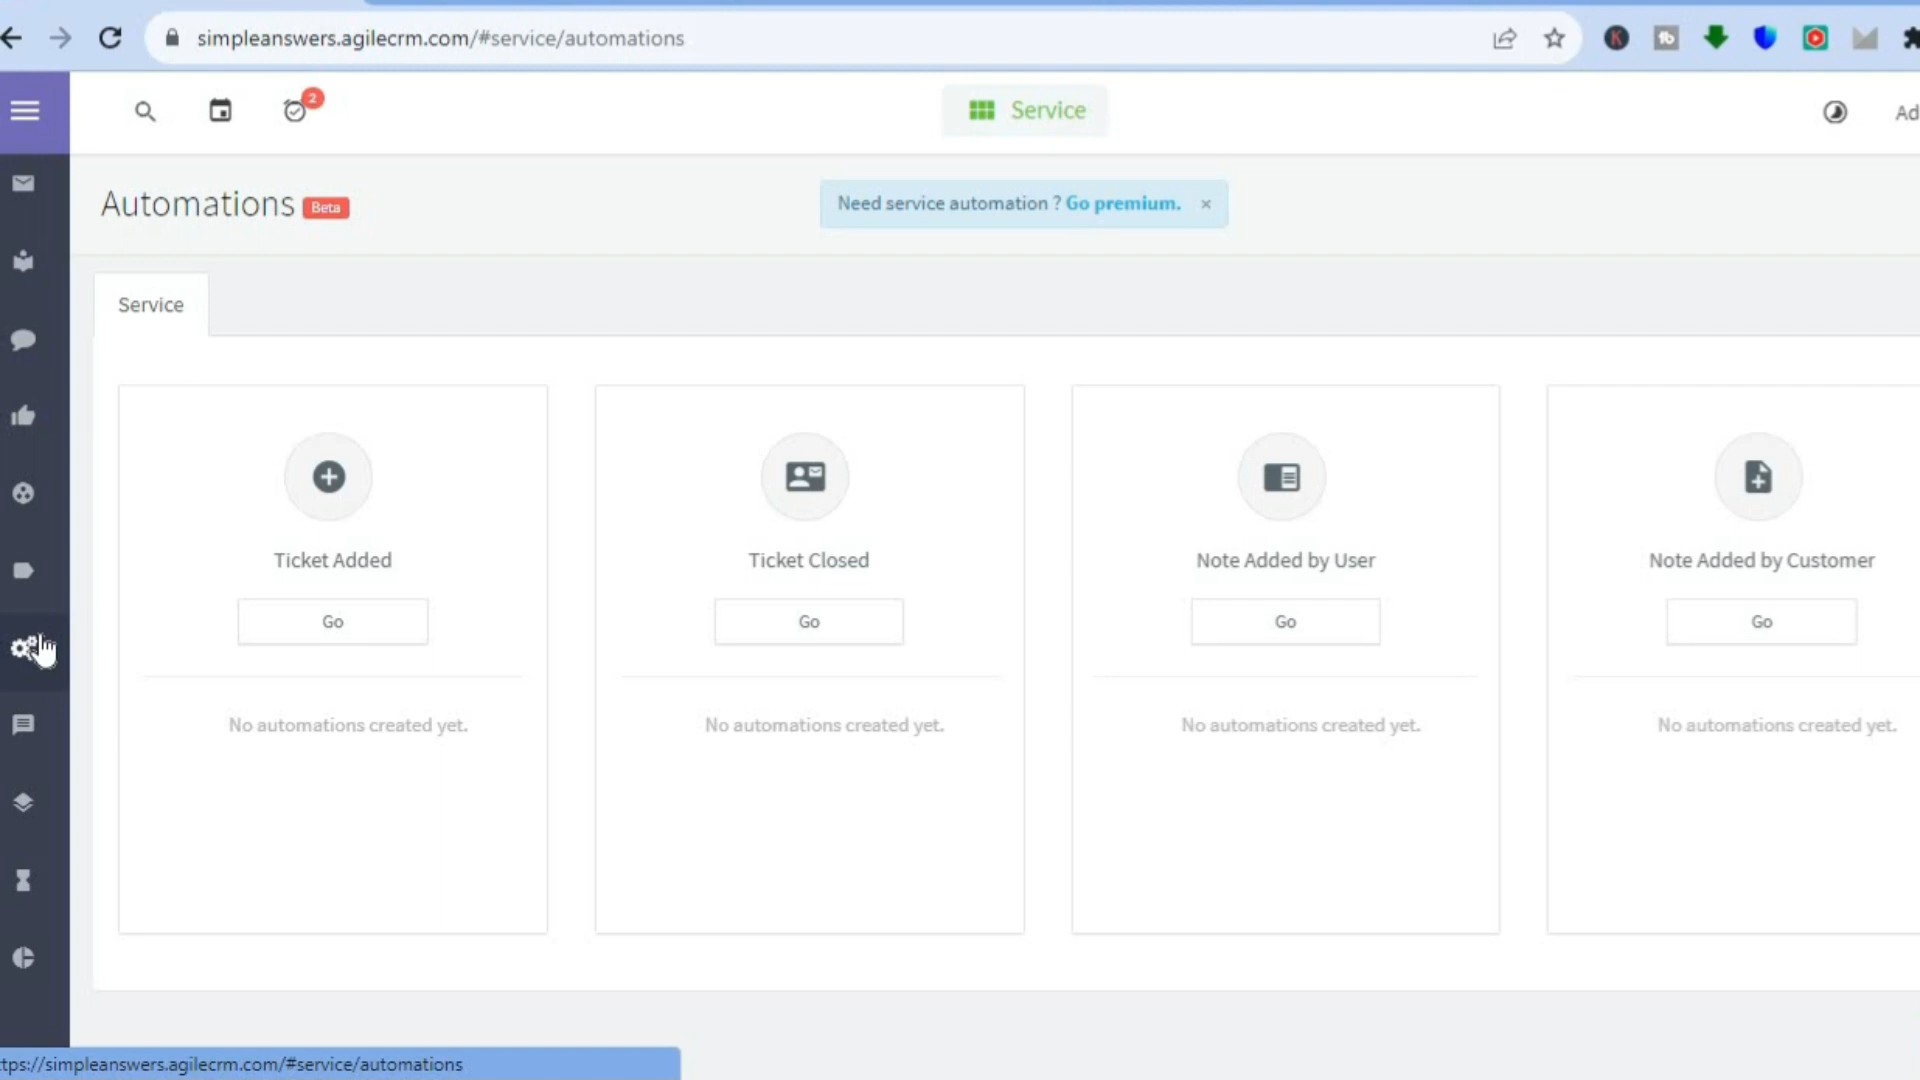 simpleanswers.agilecrm.com/#service/automations
2
Service
Ad
Automations Beta
Need service automation ? Go premium. ×
Service
Ticket Added
Ticket Closed
Note Added by User
Note Added by Customer
Go
Go
Go
Go
No automations created yet.
No automations created yet.
No automations created yet.
No automations created yet.
tps://simpleanswers.agilecrm.com/#service/automations